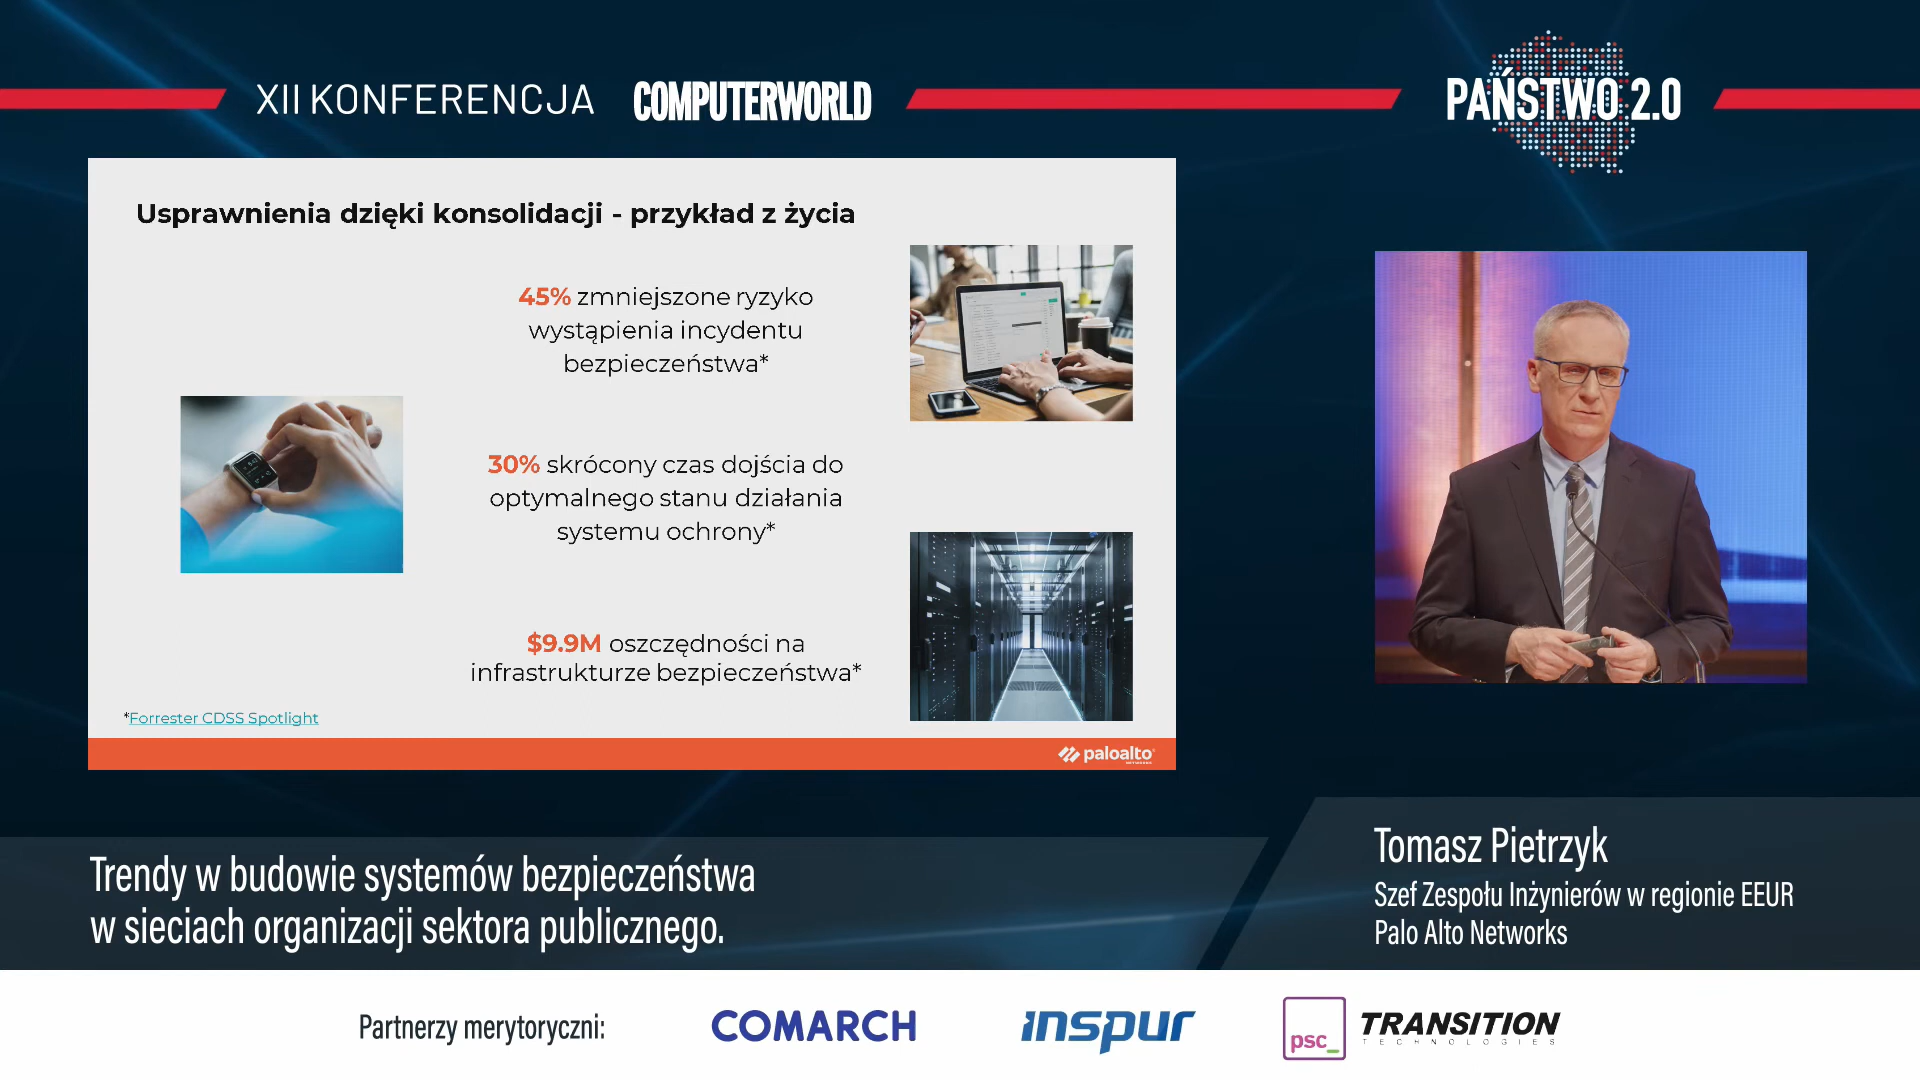 XII KONFERENCJA COMPUTERWORLD
PAŃSTWO 2.0
Usprawnienia dzięki konsolidacji - przykład z życia
45% zmniejszone ryzyko
wystąpienia incydentu
bezpieczeństwa*
30% skrócony czas dojścia do
optymalnego stanu działania
systemu ochrony*
$9.9M oszczędności na
infrastrukturze bezpieczeństwa*
*Forrester CDSS Spotlight
paloalto
NETWORKS
Trendy w budowie systemów bezpieczeństwa
w sieciach organizacji sektora publicznego.
Tomasz Pietrzyk
Szef Zespołu Inżynierów w regionie EEUR
Palo Alto Networks
Partnerzy merytoryczni:
COMARCH
inspur
psc_
TRANSITION
TECHNOLOGIES